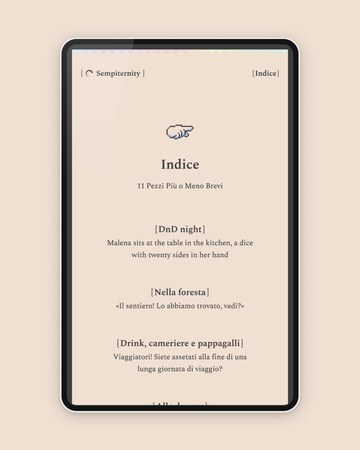 [ Sempiternity ]
[Indice]
Indice
11 Pezzi Più o Meno Brevi
[DnD night]
Malena sits at the table in the kitchen, a dice
with twenty sides in her hand
[Nella foresta]
«Il sentiero! Lo abbiamo trovato, vedi?»
[Drink, cameriere e pappagalli]
Viaggiatori! Siete assetati alla fine di una
lunga giornata di viaggio?